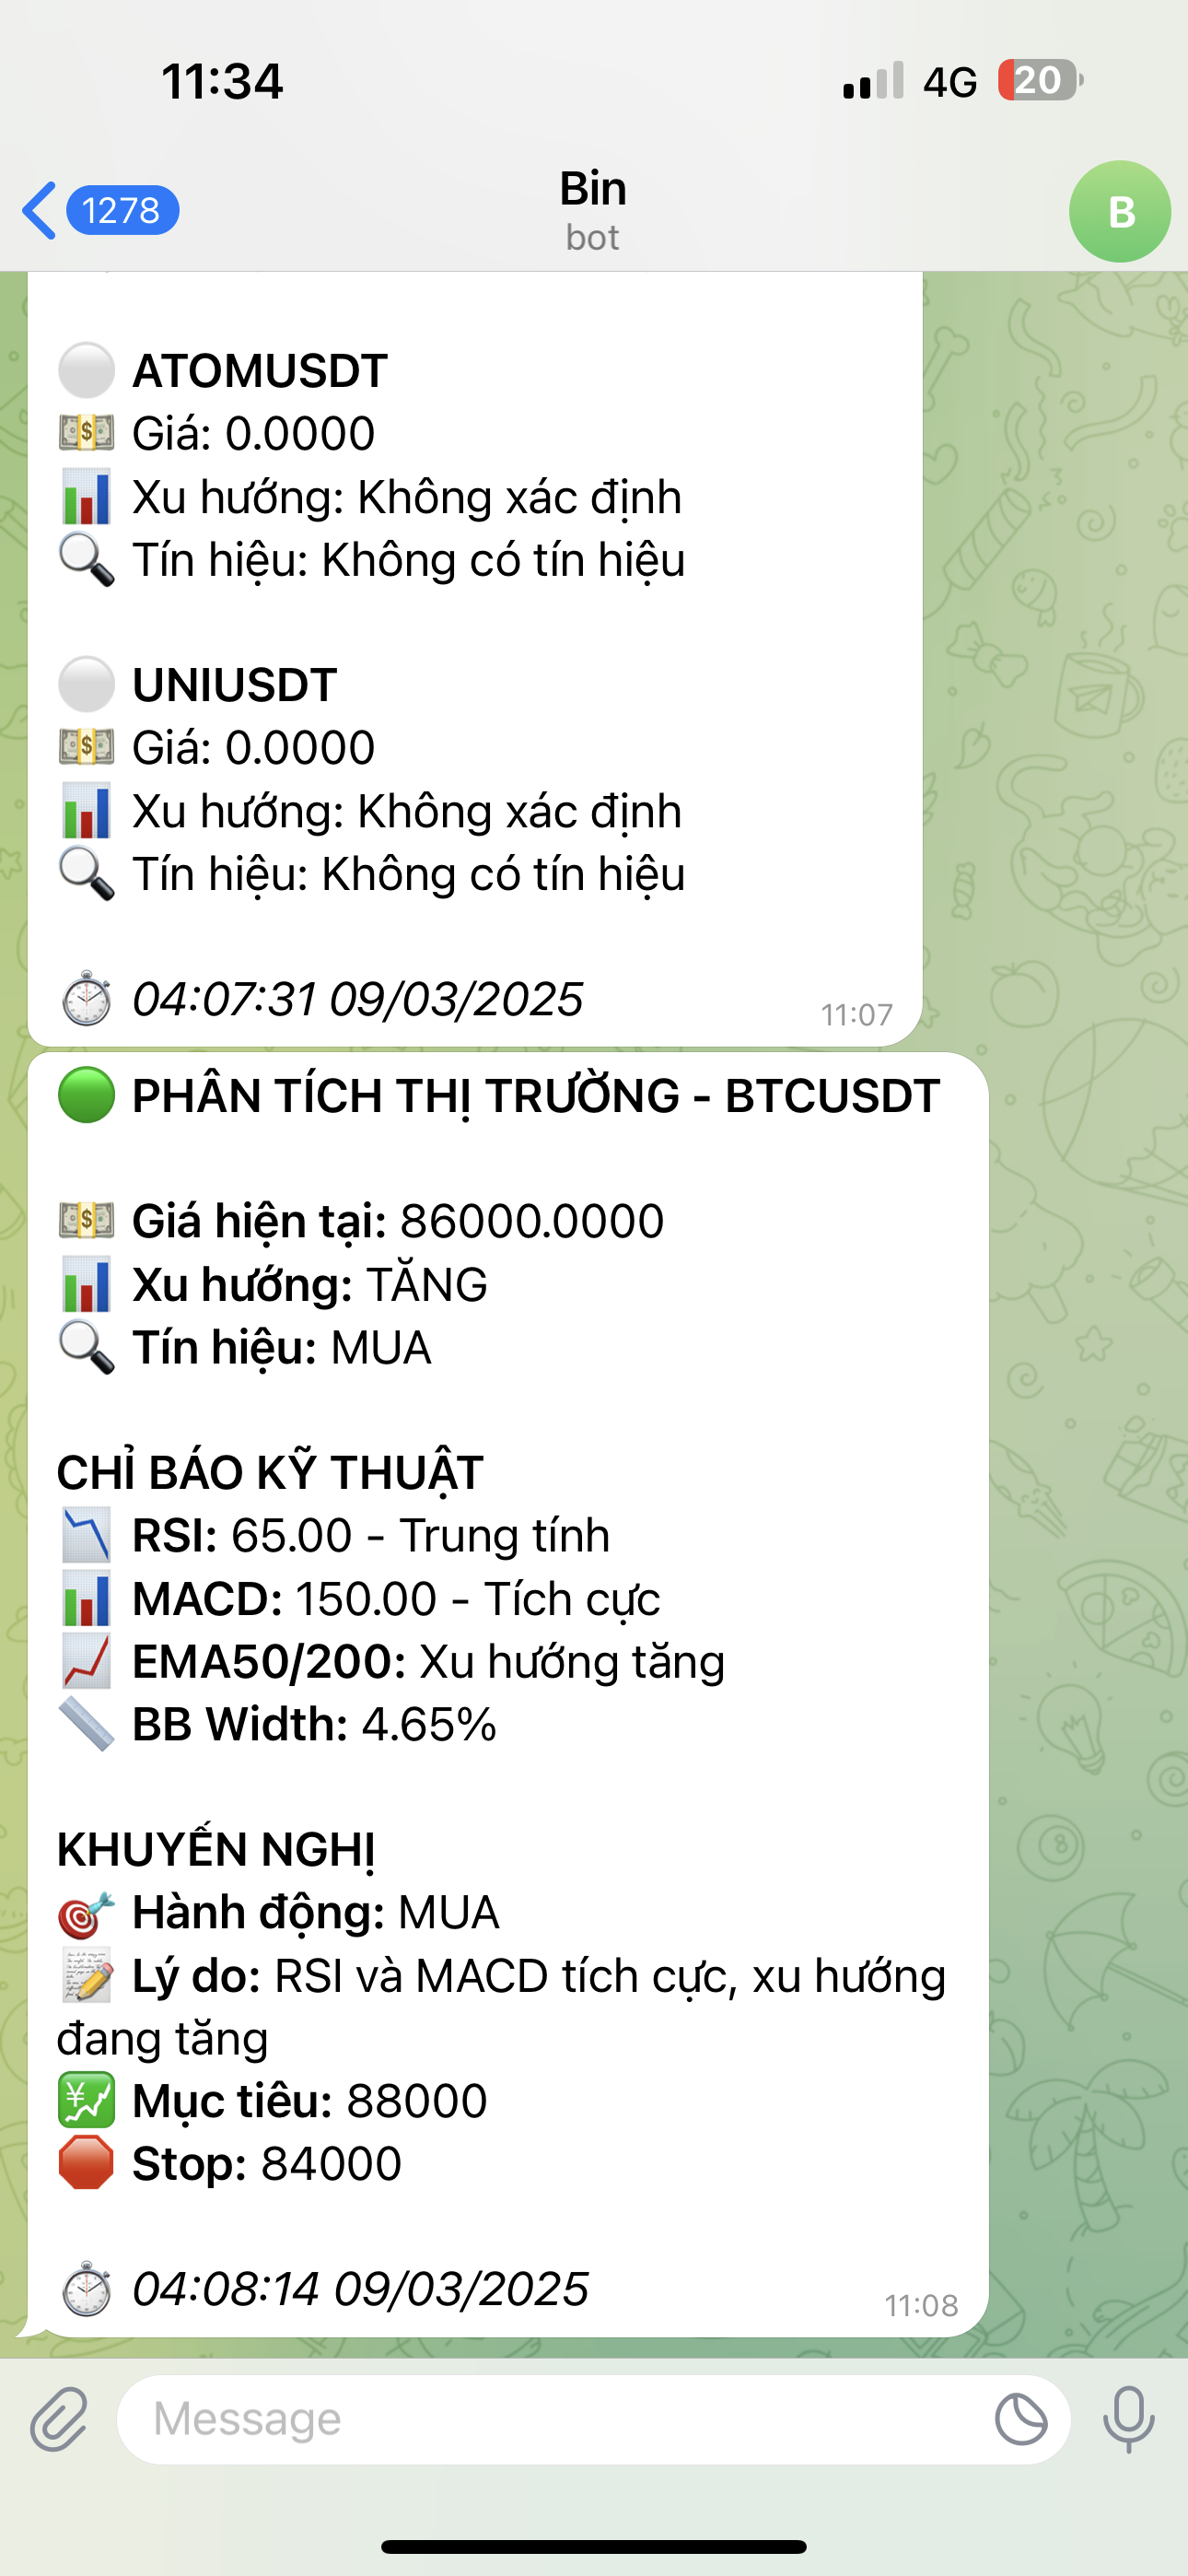 11:34
4G
20
1278
Bin
bot
B
ATOMUSDT
Giá: 0.0000
Xu hướng: Không xác định
Tín hiệu: Không có tín hiệu
UNIUSDT
Giá: 0.0000
Xu hướng: Không xác định
Tín hiệu: Không có tín hiệu
04:07:31 09/03/2025
11:07
PHÂN TÍCH THỊ TRƯỜNG - BTCUSDT
Giá hiện tại: 86000.0000
Xu hướng: TĂNG
Tín hiệu: MUA
CHỈ BÁO KỸ THUẬT
RSI: 65.00 - Trung tính
MACD: 150.00 - Tích cực
EMA50/200: Xu hướng tăng
BB Width: 4.65%
KHUYẾN NGHỊ
Hành động: MUA
Lý do: RSI và MACD tích cực, xu hướng
đang tăng
Mục tiêu: 88000
Stop: 84000
04:08:14 09/03/2025
11:08
Message